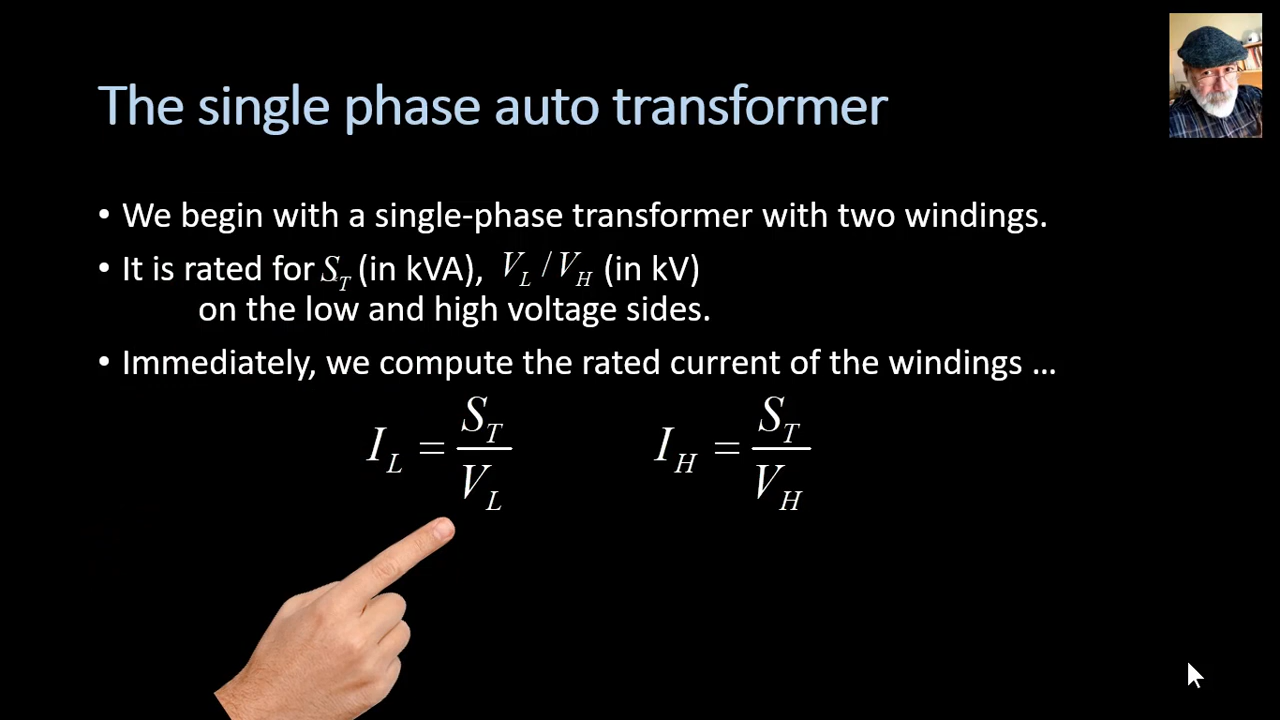 The single phase auto transformer
• We begin with a single-phase transformer with two windings.
• It is rated for S_T (in kVA), V_L / V_H (in kV)
on the low and high voltage sides.
• Immediately, we compute the rated current of the windings …
I_L = S_T / V_L   I_H = S_T / V_H